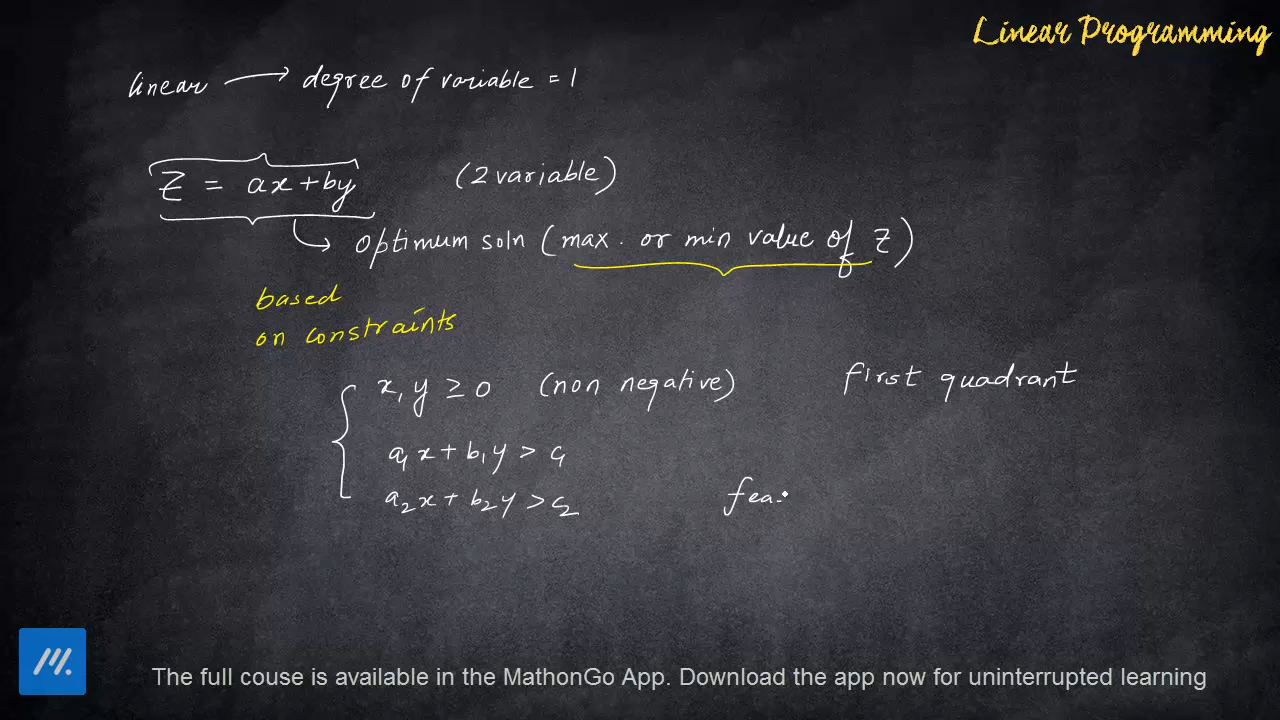 Linear Programming
linear → degree of variable = 1
Z = ax+by (2 variable)
optimum soln (max. or min value of Z)
based
on constraints
x, y ≥ 0 (non negative) first quadrant
a₁x + b₁y > c₁
a₂x + b₂y > c₂ feas
The full couse is available in the MathonGo App. Download the app now for uninterrupted learning